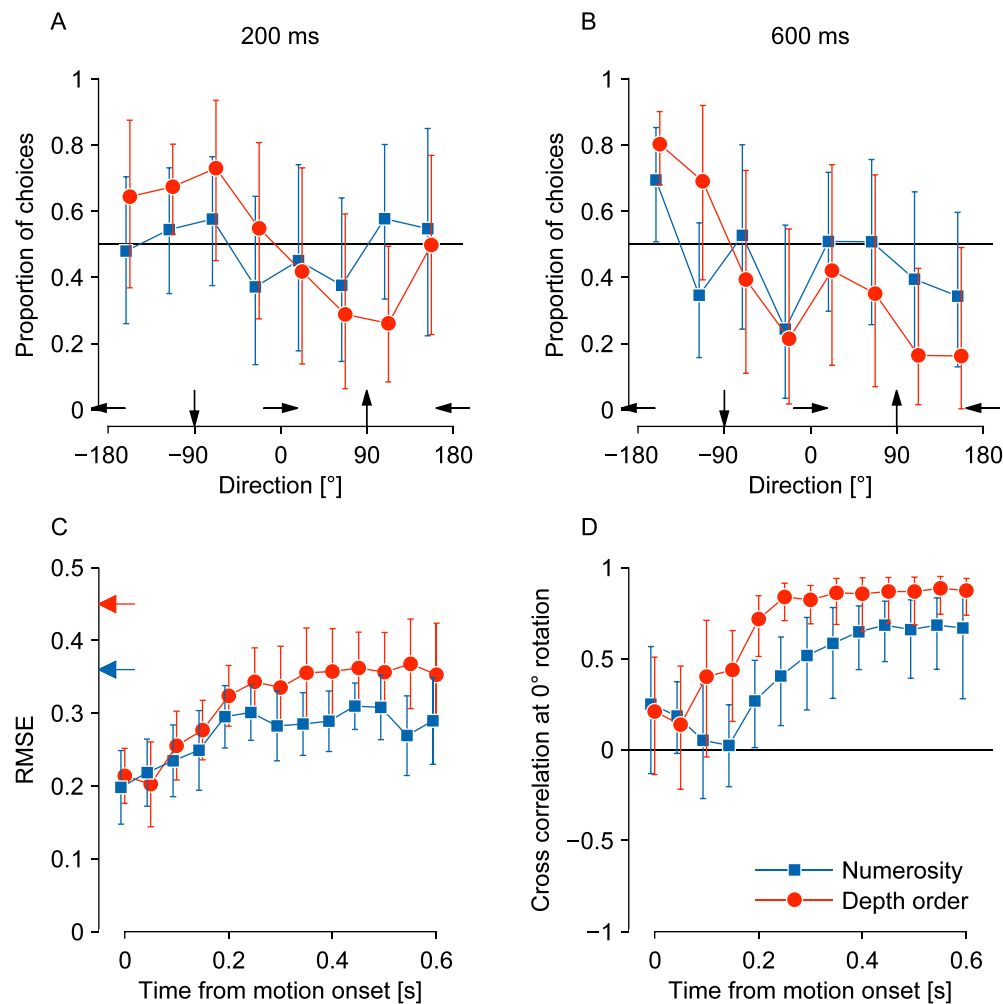 A
200 ms
B
600 ms
Proportion of choices
1
0.8
0.6
0.4
0.2
0
−180
−90
0
90
180
Direction [°]
Proportion of choices
1
0.8
0.6
0.4
0.2
0
−180
−90
0
90
180
Direction [°]
C
RMSE
0.5
0.4
0.3
0.2
0.1
0
0
0.2
0.4
0.6
Time from motion onset [s]
D
Cross correlation at 0° rotation
1
0.5
0
−0.5
−1
Numerosity
Depth order
0
0.2
0.4
0.6
Time from motion onset [s]